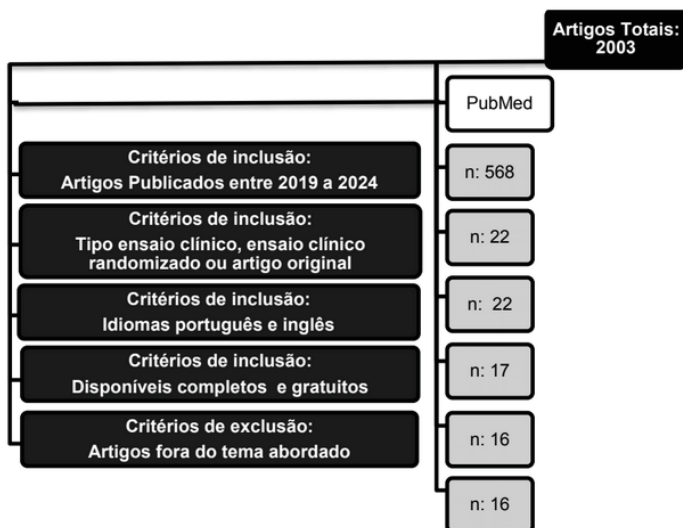 Artigos Totais:
2003
PubMed
Critérios de inclusão:
Artigos Publicados entre 2019 a 2024
n: 568
Critérios de inclusão:
Tipo ensaio clínico, ensaio clínico
randomizado ou artigo original
n: 22
Critérios de inclusão:
Idiomas português e inglês
n: 22
Critérios de inclusão:
Disponíveis completos e gratuitos
n: 17
Critérios de exclusão:
Artigos fora do tema abordado
n: 16
n: 16